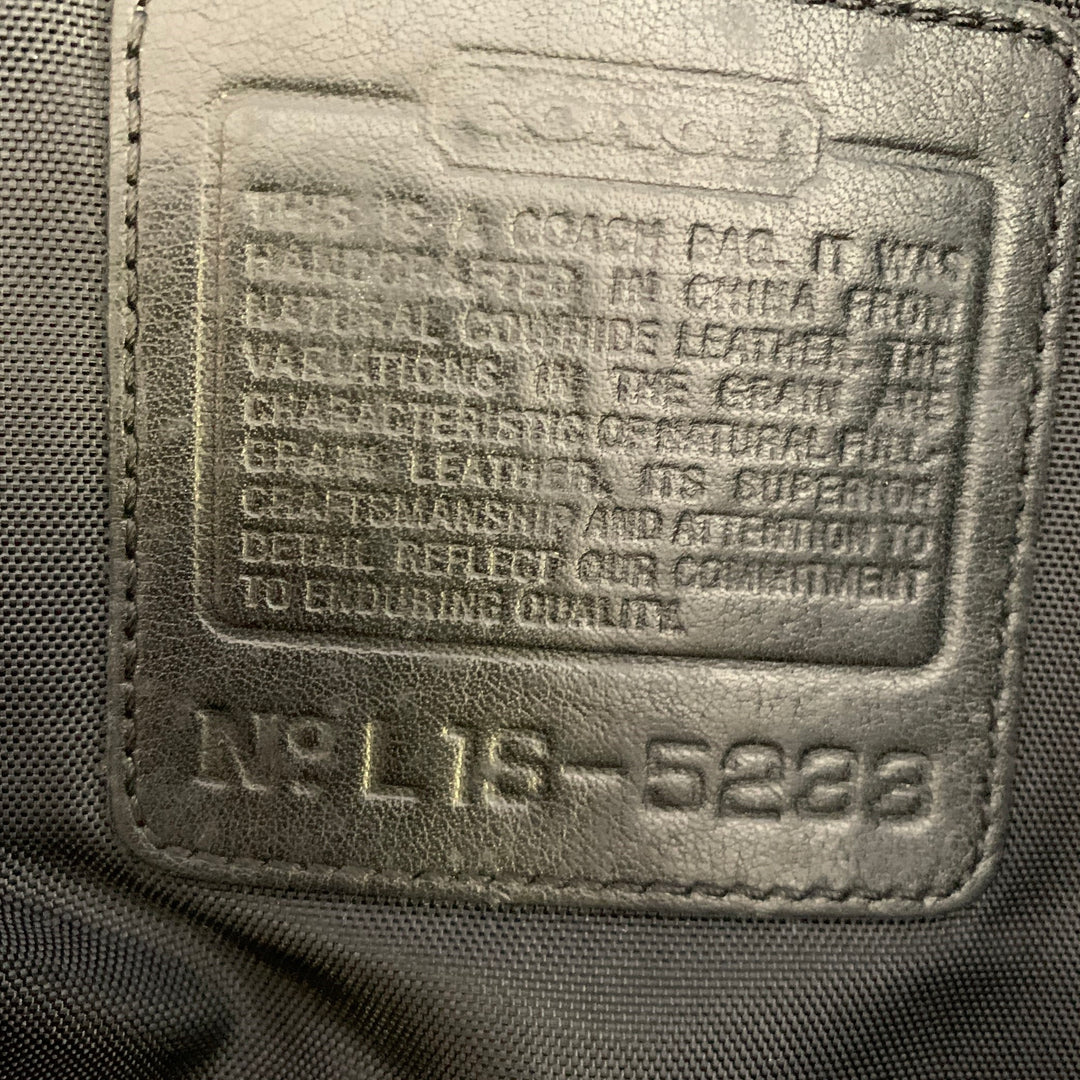 COACH
THIS IS A COACH BAG. IT WAS
HANDCRAFTED IN CHINA FROM
NATURAL COWHIDE LEATHER. THE
VARIATIONS IN THE GRAIN ARE
CHARACTERISTIC OF NATURAL FULL
GRAIN LEATHER. ITS SUPERIOR
CRAFTSMANSHIP AND ATTENTION TO
DETAIL REFLECT OUR COMMITMENT
TO ENDURING QUALITY.
Nº L1S-5233